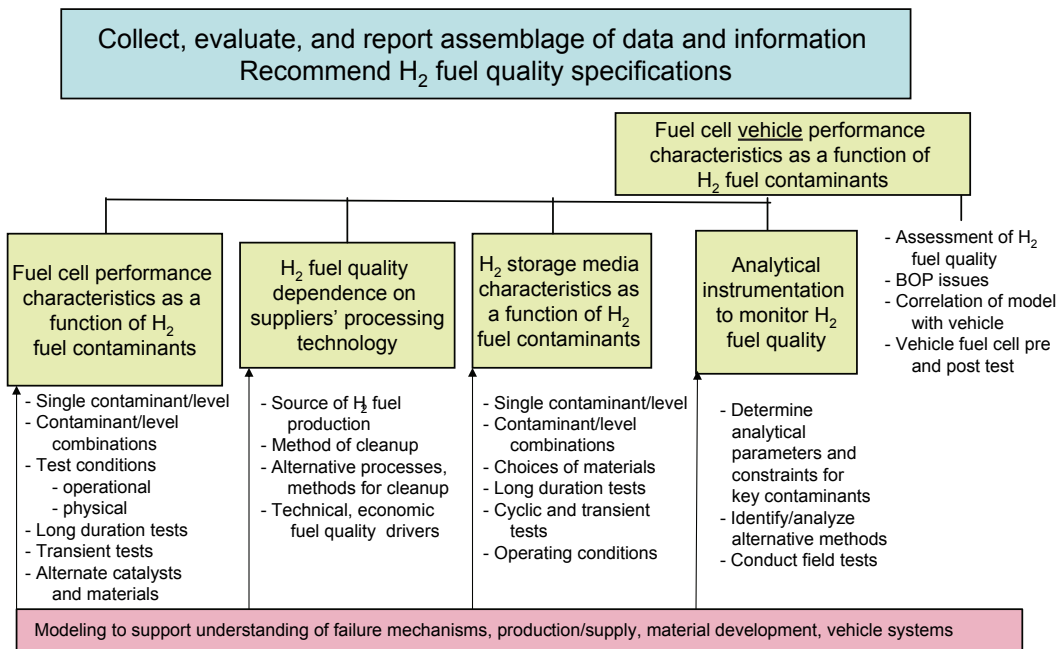 Collect, evaluate, and report assemblage of data and information
Recommend H2 fuel quality specifications
Fuel cell vehicle performance
characteristics as a function of
H2 fuel contaminants
Fuel cell performance
characteristics as a
function of H2
fuel contaminants
H2 fuel quality
dependence on
suppliers' processing
technology
H2 storage media
characteristics as
a function of H2
fuel contaminants
Analytical
instrumentation
to monitor H2
fuel quality
- Assessment of H2
fuel quality
- BOP issues
- Correlation of model
with vehicle
- Vehicle fuel cell pre
and post test
- Single contaminant/level
- Contaminant/level
combinations
- Test conditions
- operational
- physical
- Long duration tests
- Transient tests
- Alternate catalysts
and materials
- Source of H2 fuel
production
- Method of cleanup
- Alternative processes,
methods for cleanup
- Technical, economic
fuel quality drivers
- Single contaminant/level
- Contaminant/level
combinations
- Choices of materials
- Long duration tests
- Cyclic and transient
tests
- Operating conditions
- Determine
analytical
parameters and
constraints for
key contaminants
- Identify/analyze
alternative methods
- Conduct field tests
Modeling to support understanding of failure mechanisms, production/supply, material development, vehicle systems